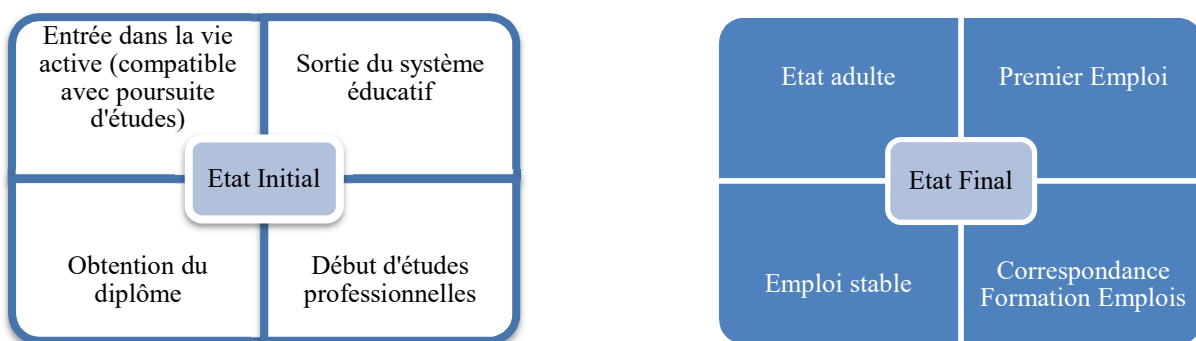 Entrée dans la vie
active (compatible
avec poursuite
d'études)
Sortie du système
éducatif
Etat Initial
Obtention du
diplôme
Début d'études
professionnelles
Etat adulte
Premier Emploi
Etat Final
Emploi stable
Correspondance
Formation Emplois